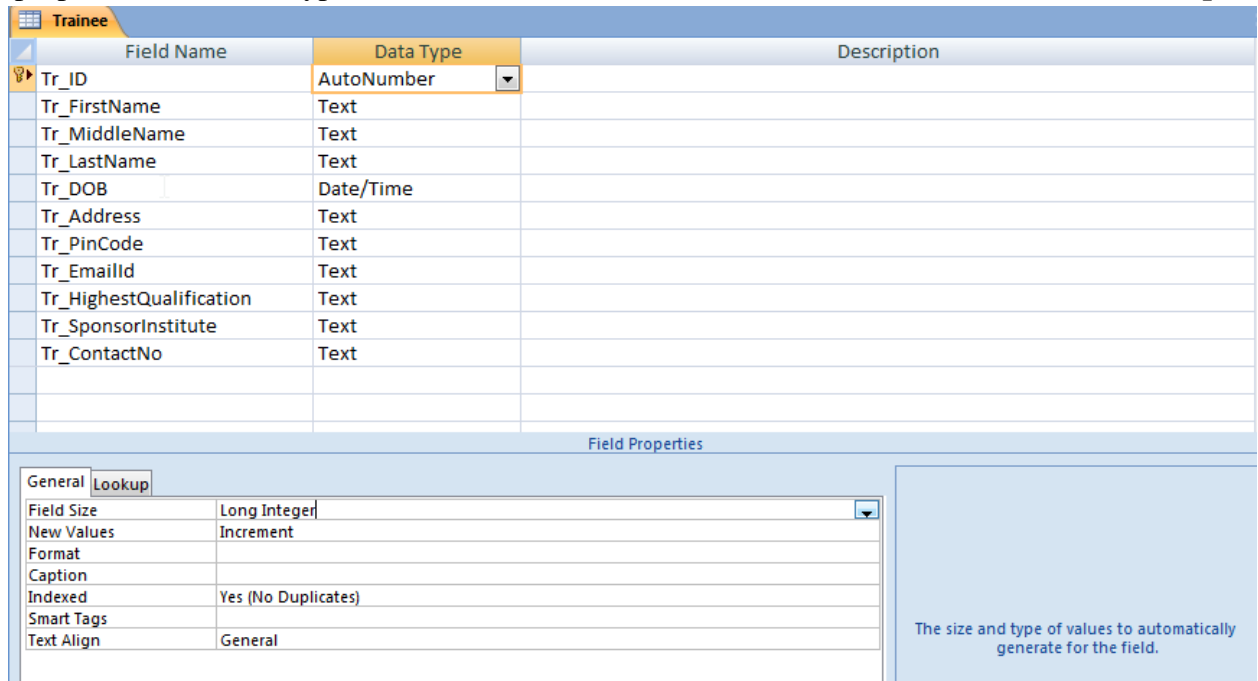 Trainee
Field Name Data Type Description
Tr_ID AutoNumber
Tr_FirstName Text
Tr_MiddleName Text
Tr_LastName Text
Tr_DOB Date/Time
Tr_Address Text
Tr_PinCode Text
Tr_EmailId Text
Tr_HighestQualification Text
Tr_SponsorInstitute Text
Tr_ContactNo Text
Field Properties
General Lookup
Field Size Long Integer
New Values Increment
Format
Caption
Indexed Yes (No Duplicates)
Smart Tags
Text Align General
The size and type of values to automatically
generate for the field.